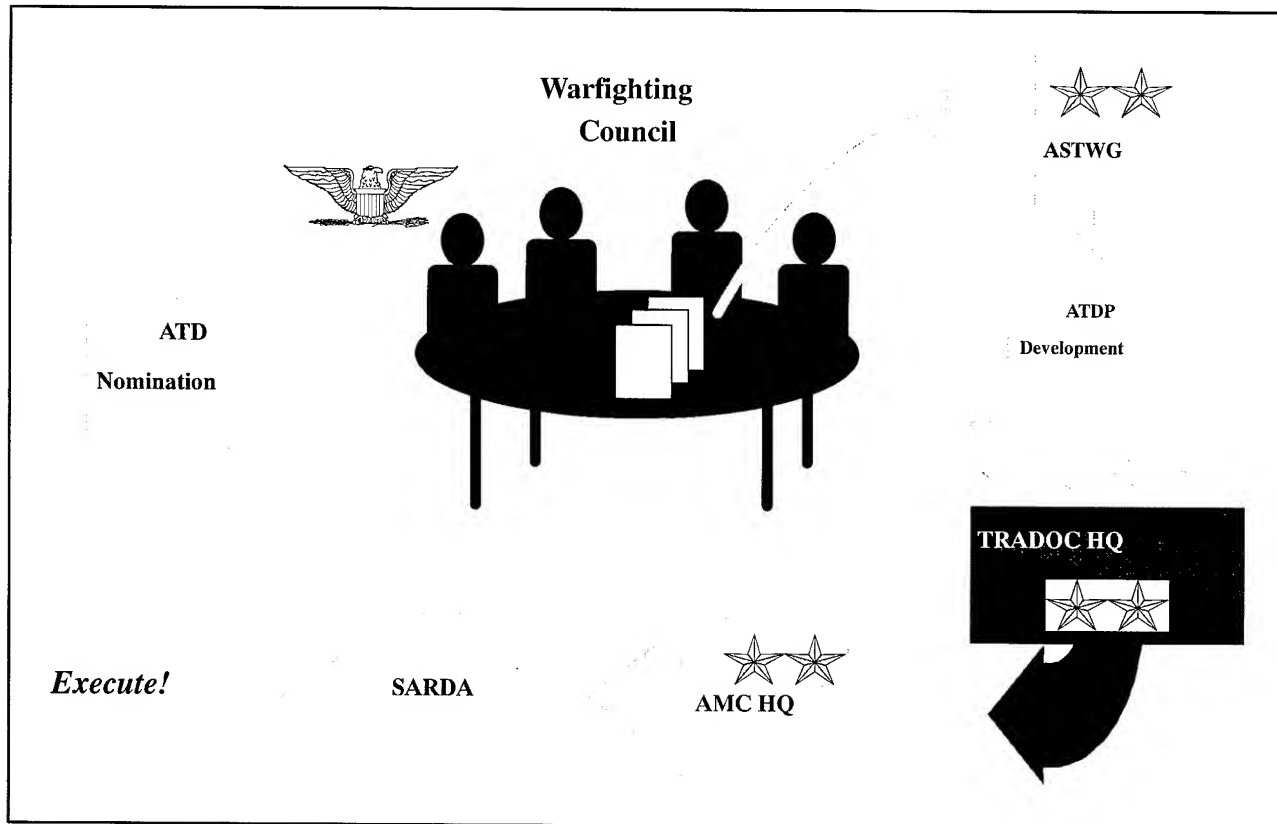 Warfighting
Council
ASTWG
ATD
Nomination
ATDP
Development
TRADOC HQ
Execute!
SARDA
AMC HQ